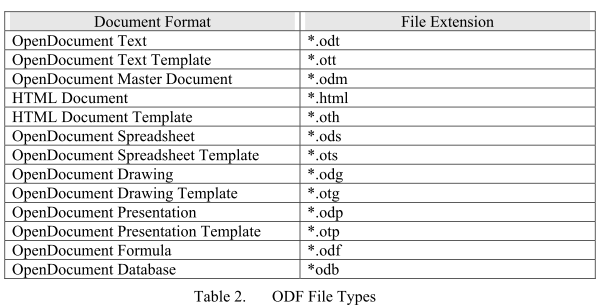 Document Format File Extension
OpenDocument Text *.odt
OpenDocument Text Template *.ott
OpenDocument Master Document *.odm
HTML Document *.html
HTML Document Template *.oth
OpenDocument Spreadsheet *.ods
OpenDocument Spreadsheet Template *.ots
OpenDocument Drawing *.odg
OpenDocument Drawing Template *.otg
OpenDocument Presentation *.odp
OpenDocument Presentation Template *.otp
OpenDocument Formula *.odf
OpenDocument Database *odb
Table 2. ODF File Types